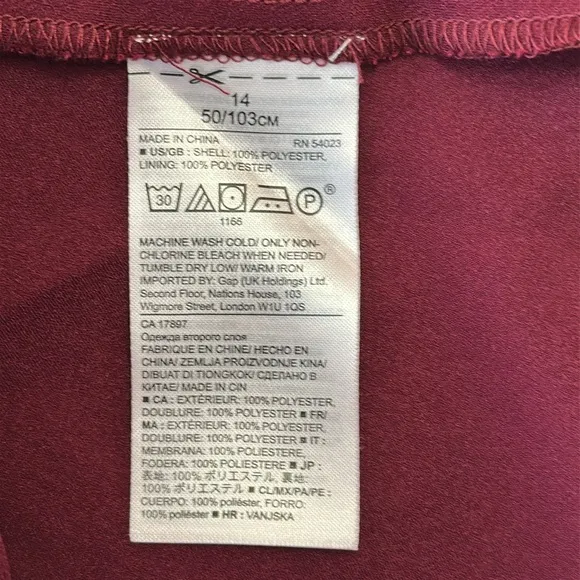 14
50/103CM
MADE IN CHINA RN 54023
■ US/GB : SHELL: 100% POLYESTER,
LINING: 100% POLYESTER
30 P ®
1166
MACHINE WASH COLD/ ONLY NON-
CHLORINE BLEACH WHEN NEEDED/
TUMBLE DRY LOW/ WARM IRON
IMPORTED BY: Gap (UK Holdings) Ltd.
Second Floor, Nations House, 103
Wigmore Street, London W1U 1QS
CA 17897
Одежда второго слоя
FABRIQUE EN CHINE/ HECHO EN
CHINA/ ZEMLJA PROIZVODNJE KINA/
DIBUAT DI TIONGKOK/ СДЕЛАНО В
КИТАЕ/ MADE IN CIN
■ CA : EXTÉRIEUR: 100% POLYESTER,
DOUBLURE: 100% POLYESTER ■ FR/
MA : EXTÉRIEUR: 100% POLYESTER,
DOUBLURE: 100% POLYESTER ■ IT :
MEMBRANA: 100% POLIESTERE,
FODERA: 100% POLIESTERE ■ JP :
表地: 100% ポリエステル, 裏地:
100% ポリエステル ■ CL/MX/PA/PE :
CUERPO: 100% poliéster, FORRO:
100% poliéster ■ HR : VANJSKA